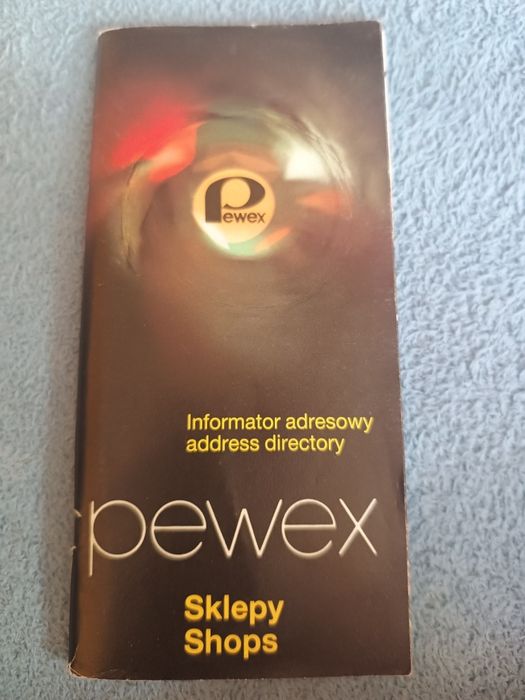 Pewex
Informator adresowy
address directory
pewex
Sklepy
Shops